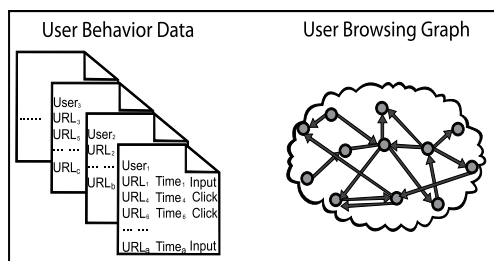 User Behavior Data
User Browsing Graph
......
User₃
URL₃
URL₅
... ...
URLc
User₂
URL₂
... ...
URLb
User₁
URL₁ Time₁ Input
URL₄ Time₄ Click
URL₆ Time₆ Click
... ...
URLₐ Timeₐ Input